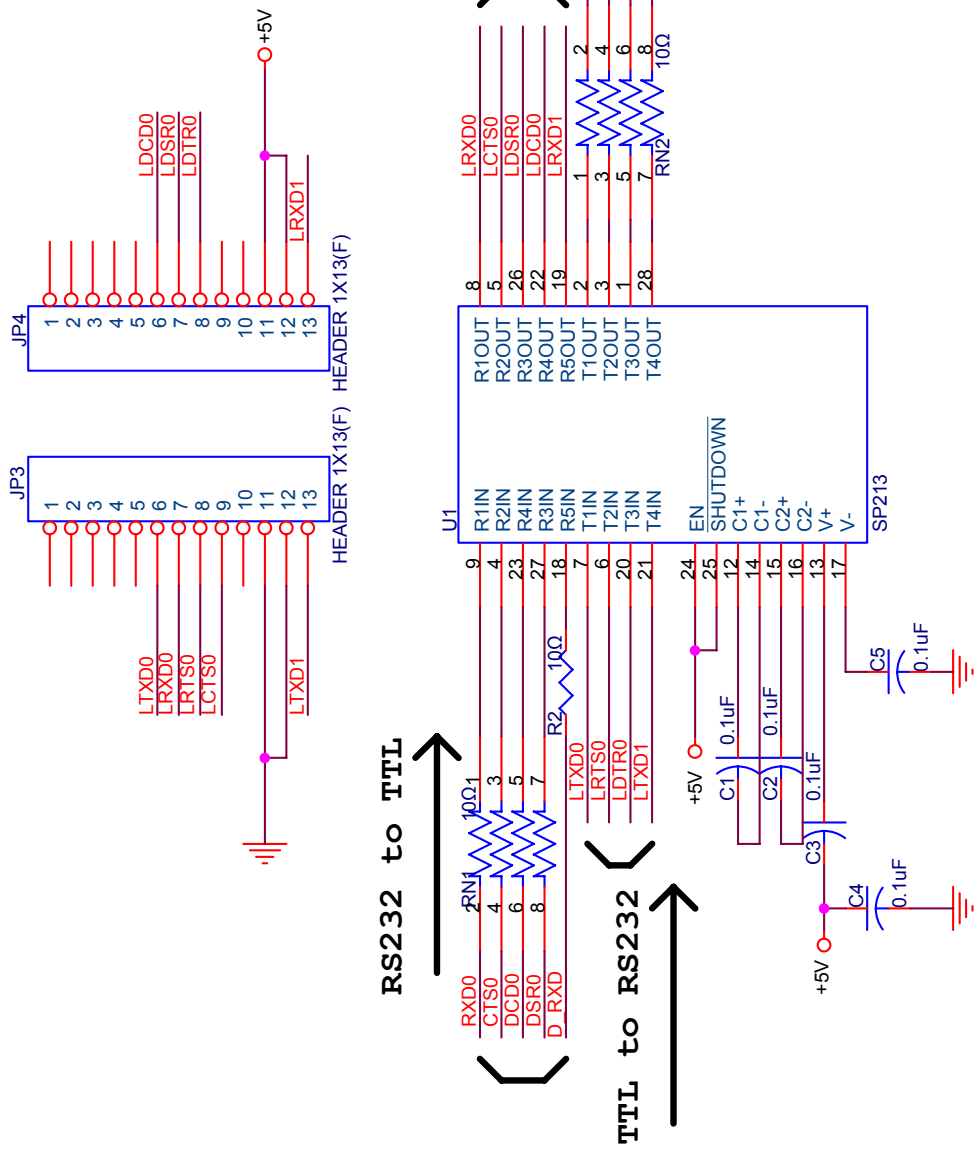 JP3
1
2
3
4
5
6
7
8
9
10
11
12
13
HEADER 1X13(F)
LTXD0
LRXD0
LRTS0
LCTS0
LTXD1
JP4
1
2
3
4
5
6
7
8
9
10
11
12
13
HEADER 1X13(F)
LDCD0
LDSR0
LDTR0
LRXD1
+5V
RS232 to TTL
RXD0
CTS0
DCD0
DSR0
D_RXD
RN1
10Ω
2
4
6
8
1
3
5
7
R2
10Ω
TTL to RS232
LTXD0
LRTS0
LDTR0
LTXD1
U1
9 R1IN
4 R2IN
23 R4IN
27 R3IN
18 R5IN
7 T1IN
6 T2IN
20 T3IN
21 T4IN
24 EN
25 SHUTDOWN
12 C1+
14 C1-
15 C2+
16 C2-
13 V+
17 V-
R1OUT 8
R2OUT 5
R3OUT 26
R4OUT 22
R5OUT 19
T1OUT 2
T2OUT 3
T3OUT 1
T4OUT 28
SP213
LRXD0
LCTS0
LDSR0
LDCD0
LRXD1
1
3
5
7
2
4
6
8
RN2
10Ω
+5V
C1
0.1uF
C2
0.1uF
C3
0.1uF
+5V
C4
0.1uF
C5
0.1uF